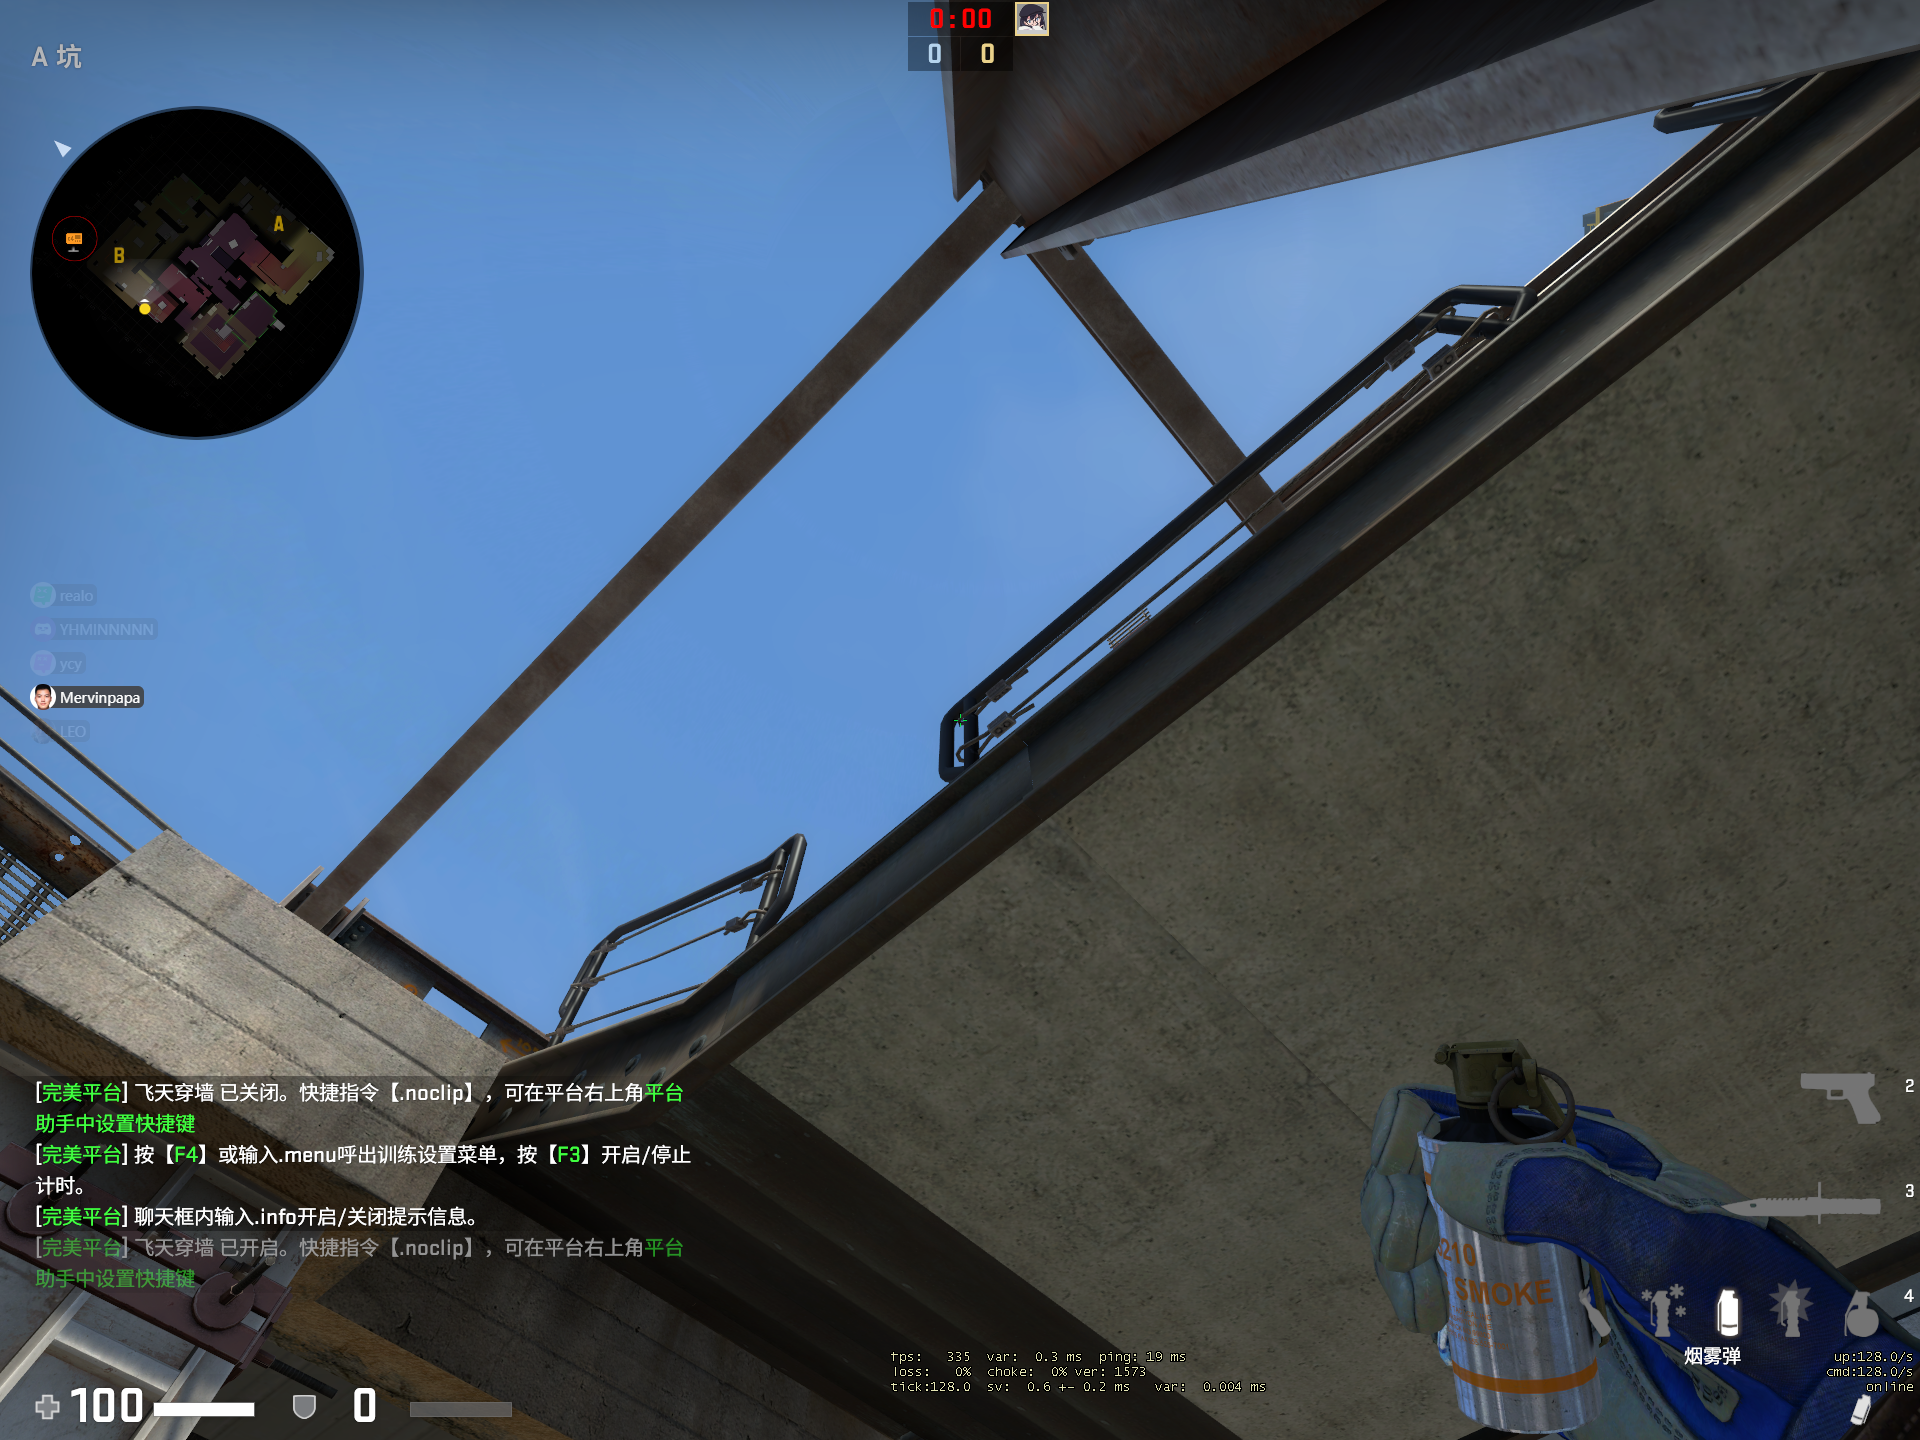 0:00
0 0
A 坑
A
B
realo
YHMINNNNN
ycy
Mervinpapa
LEO
[完美平台] 飞天穿墙 已关闭。快捷指令【.noclip】，可在平台右上角平台
助手中设置快捷键
[完美平台] 按【F4】或输入.menu呼出训练设置菜单，按【F3】开启/停止
计时。
[完美平台] 聊天框内输入.info开启/关闭提示信息。
[完美平台] 飞天穿墙 已开启。快捷指令【.noclip】，可在平台右上角平台
助手中设置快捷键
2
3
210
SMOKE
4
烟雾弹
fps: 335 var: 0.3 ms ping: 19 ms
loss: 0% choke: 0% ver: 1573
tick:128.0 sv: 0.6 +- 0.2 ms var: 0.004 ms
up:128.0/s
cmd:128.0/s
online
100 0